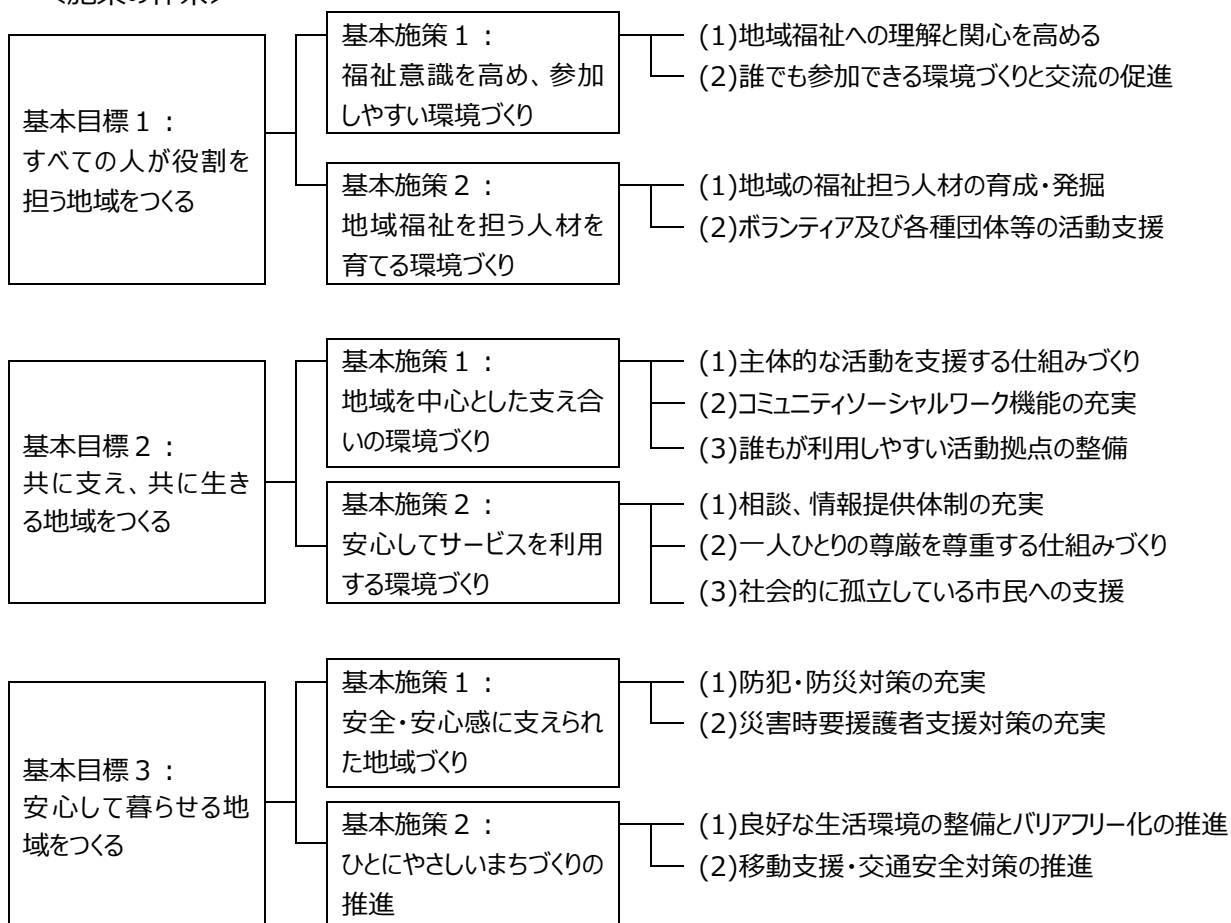 基本目標1:
すべての人が役割を
担う地域をつくる
基本施策1:
福祉意識を高め、参加
しやすい環境づくり
(1)地域福祉への理解と関心を高める
(2)誰でも参加できる環境づくりと交流の促進
基本施策2:
地域福祉を担う人材を
育てる環境づくり
(1)地域の福祉担う人材の育成・発掘
(2)ボランティア及び各種団体等の活動支援
基本目標2:
共に支え、共に生き
る地域をつくる
基本施策1:
地域を中心とした支え合
いの環境づくり
(1)主体的な活動を支援する仕組みづくり
(2)コミュニティソーシャルワーク機能の充実
(3)誰もが利用しやすい活動拠点の整備
基本施策2:
安心してサービスを利用
する環境づくり
(1)相談、情報提供体制の充実
(2)一人ひとりの尊厳を尊重する仕組みづくり
(3)社会的に孤立している市民への支援
基本目標3:
安心して暮らせる地
域をつくる
基本施策1:
安全・安心感に支えられ
た地域づくり
(1)防犯・防災対策の充実
(2)災害時要援護者支援対策の充実
基本施策2:
ひとにやさしいまちづくりの
推進
(1)良好な生活環境の整備とバリアフリー化の推進
(2)移動支援・交通安全対策の推進